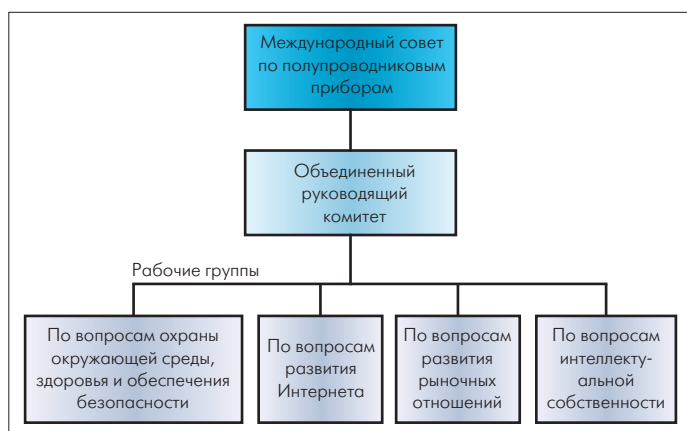 Международный совет
по полупроводниковым
приборам
Объединенный
руководящий
комитет
Рабочие группы
По вопросам охраны
окружающей среды,
здоровья и обеспечения
безопасности
По вопросам
развития
Интернета
По вопросам
развития
рыночных
отношений
По вопросам
интеллекту-
альной
собственности